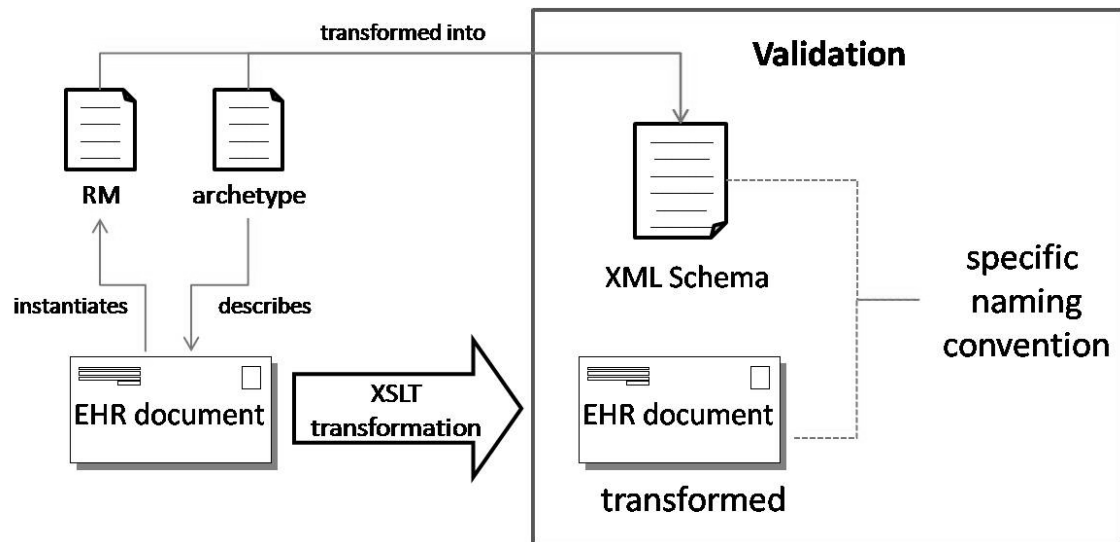 transformed into
Validation
RM
archetype
XML Schema
specific
naming
convention
instantiates
describes
EHR document
XSLT
transformation
EHR document
transformed